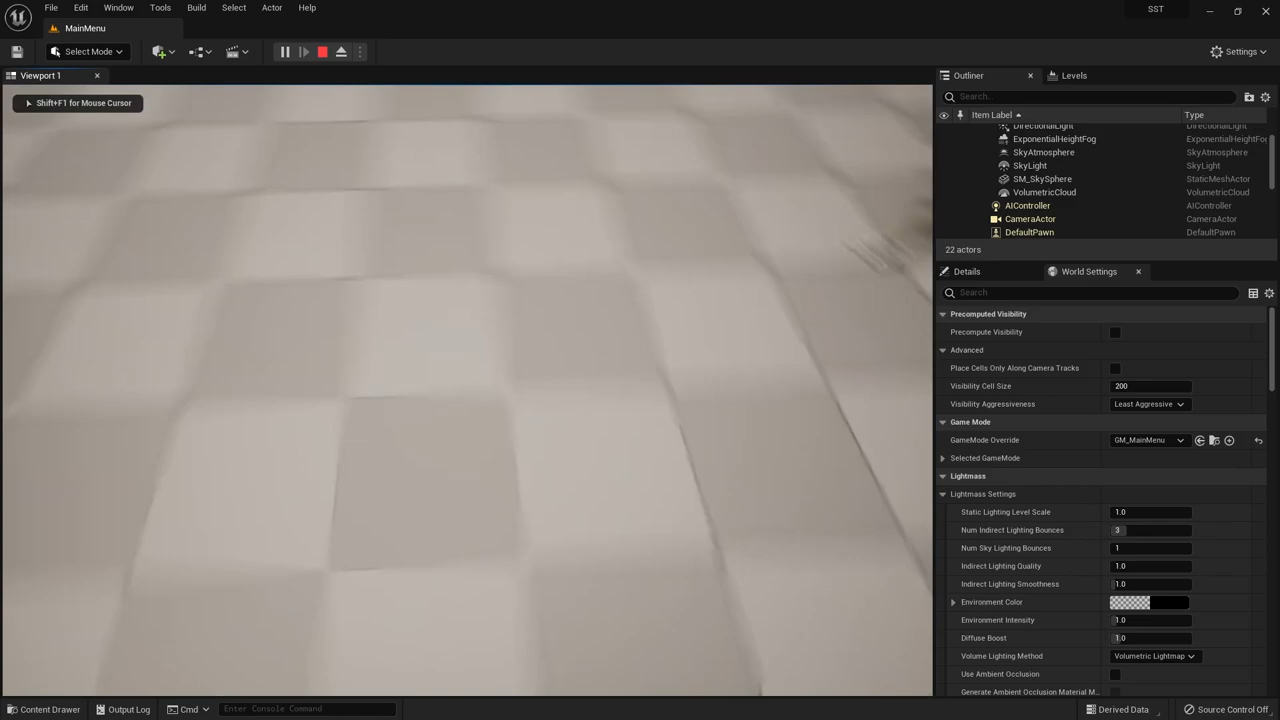 File Edit Window Tools Build Select Actor Help
SST
MainMenu
Select Mode
Settings
Viewport 1
Outliner
Levels
Shift+F1 for Mouse Cursor
Search...
Item Label
Type
DirectionalLight DirectionalLight
ExponentialHeightFog ExponentialHeightFog
SkyAtmosphere SkyAtmosphere
SkyLight SkyLight
SM_SkySphere StaticMeshActor
VolumetricCloud VolumetricCloud
AIController AIController
CameraActor CameraActor
DefaultPawn DefaultPawn
22 actors
Details
World Settings
Search
Precomputed Visibility
Precompute Visibility
Advanced
Place Cells Only Along Camera Tracks
Visibility Cell Size 200
Visibility Aggressiveness Least Aggressive
Game Mode
GameMode Override GM_MainMenu
Selected GameMode
Lightmass
Lightmass Settings
Static Lighting Level Scale 1.0
Num Indirect Lighting Bounces 3
Num Sky Lighting Bounces 1
Indirect Lighting Quality 1.0
Indirect Lighting Smoothness 1.0
Environment Color
Environment Intensity 1.0
Diffuse Boost 1.0
Volume Lighting Method Volumetric Lightmap
Use Ambient Occlusion
Generate Ambient Occlusion Material M...
Content Drawer
Output Log
Cmd
Enter Console Command
Derived Data
Source Control Off